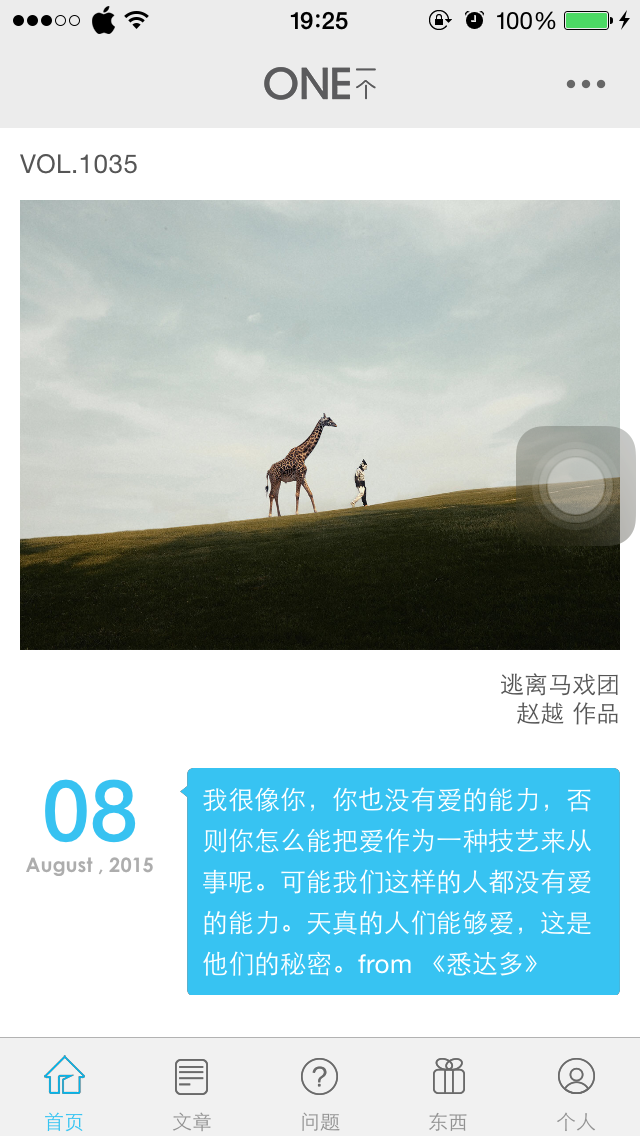 19:25
100%
ONE一个
VOL.1035
逃离马戏团
赵越 作品
08
August , 2015
我很像你，你也没有爱的能力，否
则你怎么能把爱作为一种技艺来从
事呢。可能我们这样的人都没有爱
的能力。天真的人们能够爱，这是
他们的秘密。from 《悉达多》
首页
文章
问题
东西
个人